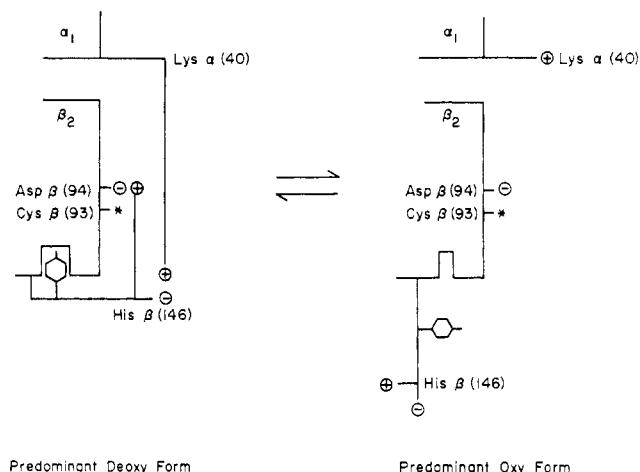 α1
Lys α (40)
β2
Asp β (94) ⊖ ⊕
Cys β (93) *
⊕
⊖
His β (146)
Predominant Deoxy Form
α1
⊕ Lys α (40)
β2
Asp β (94) ⊖
Cys β (93) *
⊕ His β (146)
⊖
Predominant Oxy Form